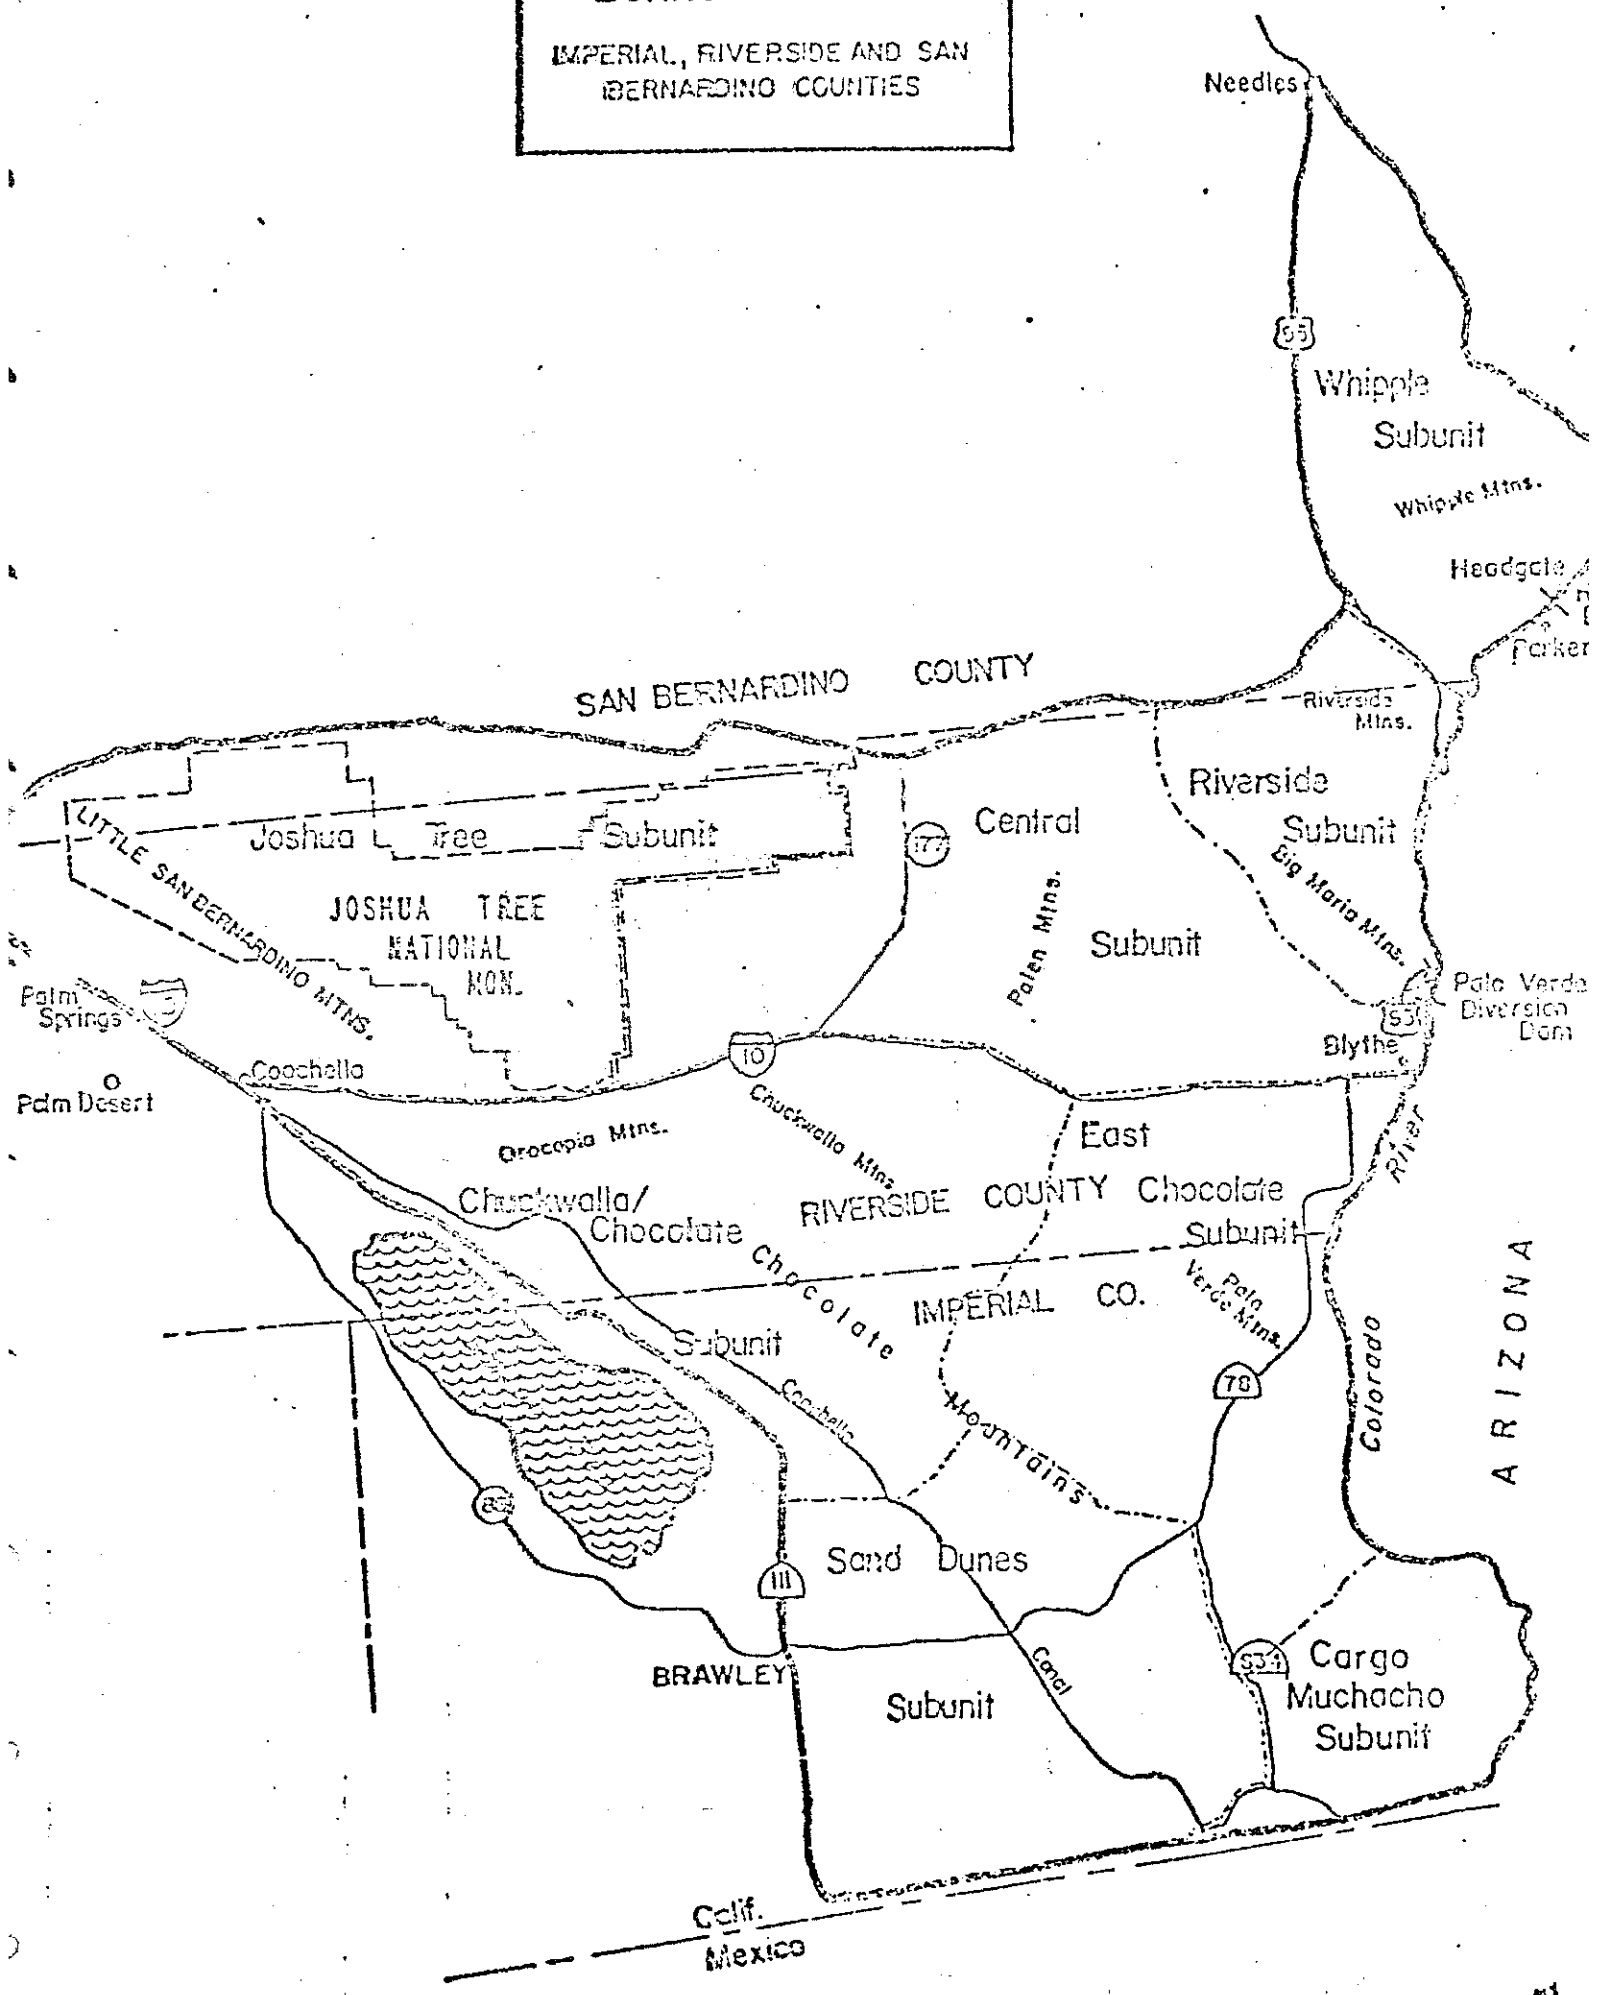 IMPERIAL, RIVERSIDE AND SAN
BERNARDINO COUNTIES
Needles
95
Whipple
Subunit
Whipple Mtns.
Headgate
Parker
SAN BERNARDINO COUNTY
Riverside
Mtns.
Riverside
Subunit
Big Maria Mtns.
Central
177
Palen Mtns.
Subunit
Joshua Tree Subunit
LITTLE SAN BERNARDINO MTNS.
JOSHUA TREE
NATIONAL
MON.
Palm
Springs
Palo Verde
Diversion
Dam
Blythe
10
Coachella
Palm Desert
Orocopia Mtns.
Chuckwalla Mtns.
East
Chocolate
Subunit
River
RIVERSIDE COUNTY
Chuckwalla/
Chocolate
Subunit
Chocolate
Mountains
IMPERIAL CO.
Palo
Verde Mtns.
78
Colorado
ARIZONA
Coachella
Canal
111
Sand Dunes
Subunit
BRAWLEY
S34
Cargo
Muchacho
Subunit
Calif.
Mexico